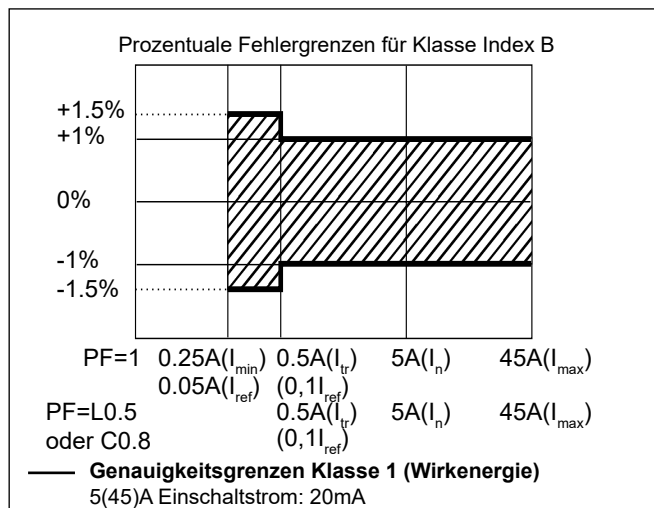 Prozentuale Fehlergrenzen für Klasse Index B
+1.5%
+1%
0%
-1%
-1.5%
PF=1 0.25A(Imin) 0.5A(Itr) 5A(In) 45A(Imax)
0.05A(Iref) (0,1Iref)
PF=L0.5 0.5A(Itr) 5A(In) 45A(Imax)
oder C0.8 (0,1Iref)
Genauigkeitsgrenzen Klasse 1 (Wirkenergie)
5(45)A Einschaltstrom: 20mA